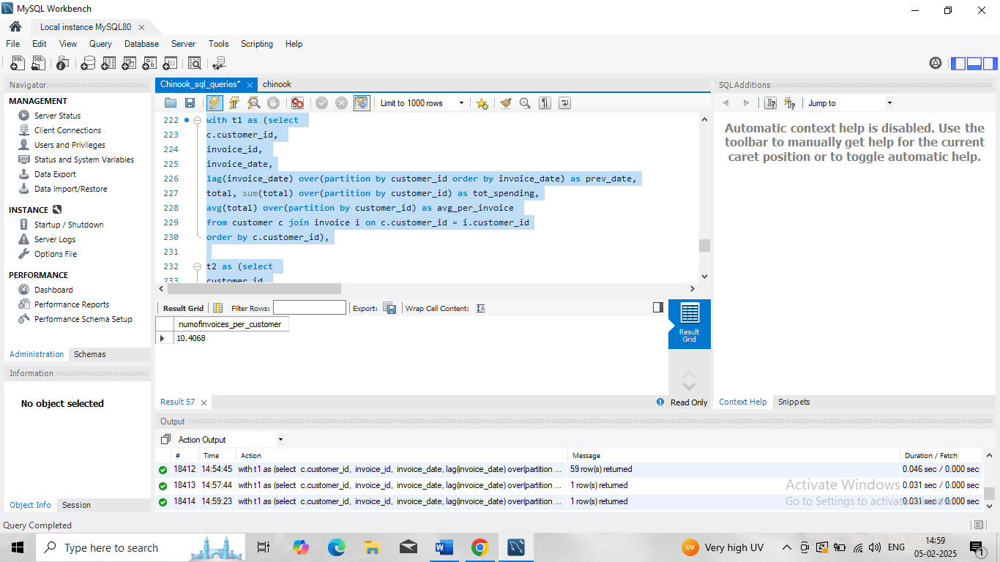 MySQL Workbench
Local instance MySQL80
File Edit View Query Database Server Tools Scripting Help
Navigator
MANAGEMENT
Server Status
Client Connections
Users and Privileges
Status and System Variables
Data Export
Data Import/Restore
INSTANCE
Startup / Shutdown
Server Logs
Options File
PERFORMANCE
Dashboard
Performance Reports
Performance Schema Setup
Administration Schemas
Information
No object selected
Object Info Session
Query Completed
Chinook_sql_queries* chinook
Limit to 1000 rows
222 with t1 as (select
223 c.customer_id,
224 invoice_id,
225 invoice_date,
226 lag(invoice_date) over(partition by customer_id order by invoice_date) as prev_date,
227 total, sum(total) over(partition by customer_id) as tot_spending,
228 avg(total) over(partition by customer_id) as avg_per_invoice
229 from customer c join invoice i on c.customer_id = i.customer_id
230 order by c.customer_id),
231
232 t2 as (select
233 customer_id
Result Grid Filter Rows: Export: Wrap Cell Content:
numofinvoices_per_customer
10.4068
Result Grid
Result 57 Read Only
SQLAdditions
Jump to
Automatic context help is disabled. Use the
toolbar to manually get help for the current
caret position or to toggle automatic help.
Context Help Snippets
Output
Action Output
# Time Action Message Duration / Fetch
18412 14:54:45 with t1 as (select c.customer_id, invoice_id, invoice_date, lag(invoice_date) over(partition ... 59 row(s) returned 0.046 sec / 0.000 sec
18413 14:57:44 with t1 as (select c.customer_id, invoice_id, invoice_date, lag(invoice_date) over(partition ... 1 row(s) returned 0.031 sec / 0.000 sec
18414 14:59:23 with t1 as (select c.customer_id, invoice_id, invoice_date, lag(invoice_date) over(partition ... 1 row(s) returned 0.031 sec / 0.000 sec
Activate Windows
Go to Settings to activate Windows.
Type here to search
UV Very high UV ENG 14:59
05-02-2025
1